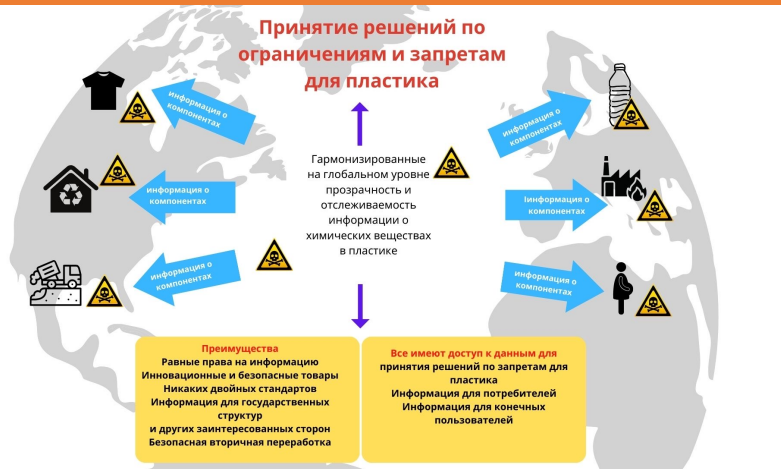 Принятие решений по
ограничениям и запретам
для пластика
информация о
компонентах
информация о
компонентах
информация о
компонентах
Гармонизированные
на глобальном уровне
прозрачность и
отслеживаемость
информации о
химических веществах
в пластике
информация о
компонентах
Iинформация о
компонентах
информация о
компонентах
Преимущества
Равные права на информацию
Инновационные и безопасные товары
Никаких двойных стандартов
Информация для государственных
структур
и других заинтересованных сторон
Безопасная вторичная переработка
Все имеют доступ к данным для
принятия решений по запретам для
пластика
Информация для потребителей
Информация для конечных
пользователей